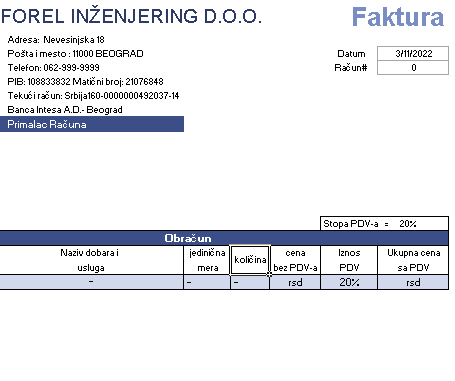 FOREL INŽENJERING D.O.O. Faktura
Adresa: Nevesinjska 18
Pošta i mesto : 11000 BEOGRAD Datum 3/11/2022
Telefon: 062-999-9999 Račun# 0
PIB: 108833832 Matični broj: 21076848
Tekući račun: Srbija160-0000000492037-14
Banca Intesa A.D.- Beograd
Primalac Računa
Stopa PDV-a = 20%
Obračun
Naziv dobara i usluga jedinična mera količina cena bez PDV-a Iznos PDV Ukupna cena sa PDV
– – – rsd 20% rsd